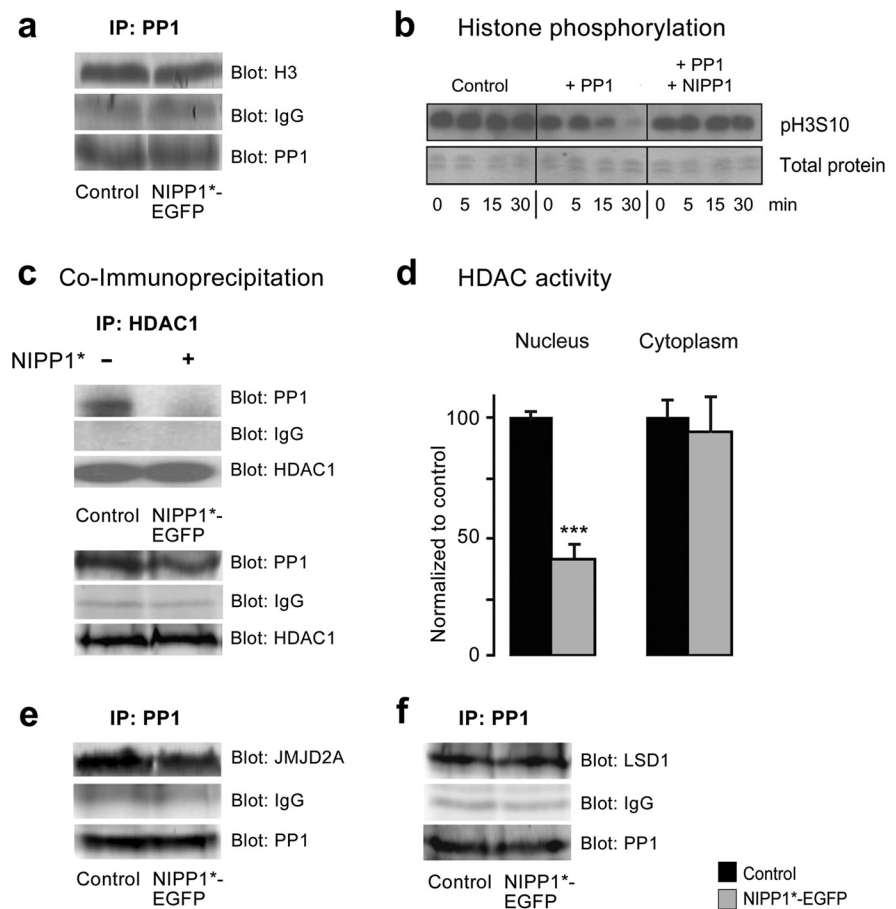 a
IP: PP1
Blot: H3
Blot: IgG
Blot: PP1
Control NIPP1*-
EGFP
b Histone phosphorylation
+ PP1
Control + PP1 + NIPP1
pH3S10
Total protein
0 5 15 30 0 5 15 30 0 5 15 30 min
c Co-Immunoprecipitation
IP: HDAC1
NIPP1* – +
Blot: PP1
Blot: IgG
Blot: HDAC1
Control NIPP1*-
EGFP
Blot: PP1
Blot: IgG
Blot: HDAC1
d HDAC activity
Nucleus Cytoplasm
Normalized to control
100
50
0
***
e IP: PP1
Blot: JMJD2A
Blot: IgG
Blot: PP1
Control NIPP1*-
EGFP
f IP: PP1
Blot: LSD1
Blot: IgG
Blot: PP1
Control NIPP1*-
EGFP
Control
NIPP1*-EGFP